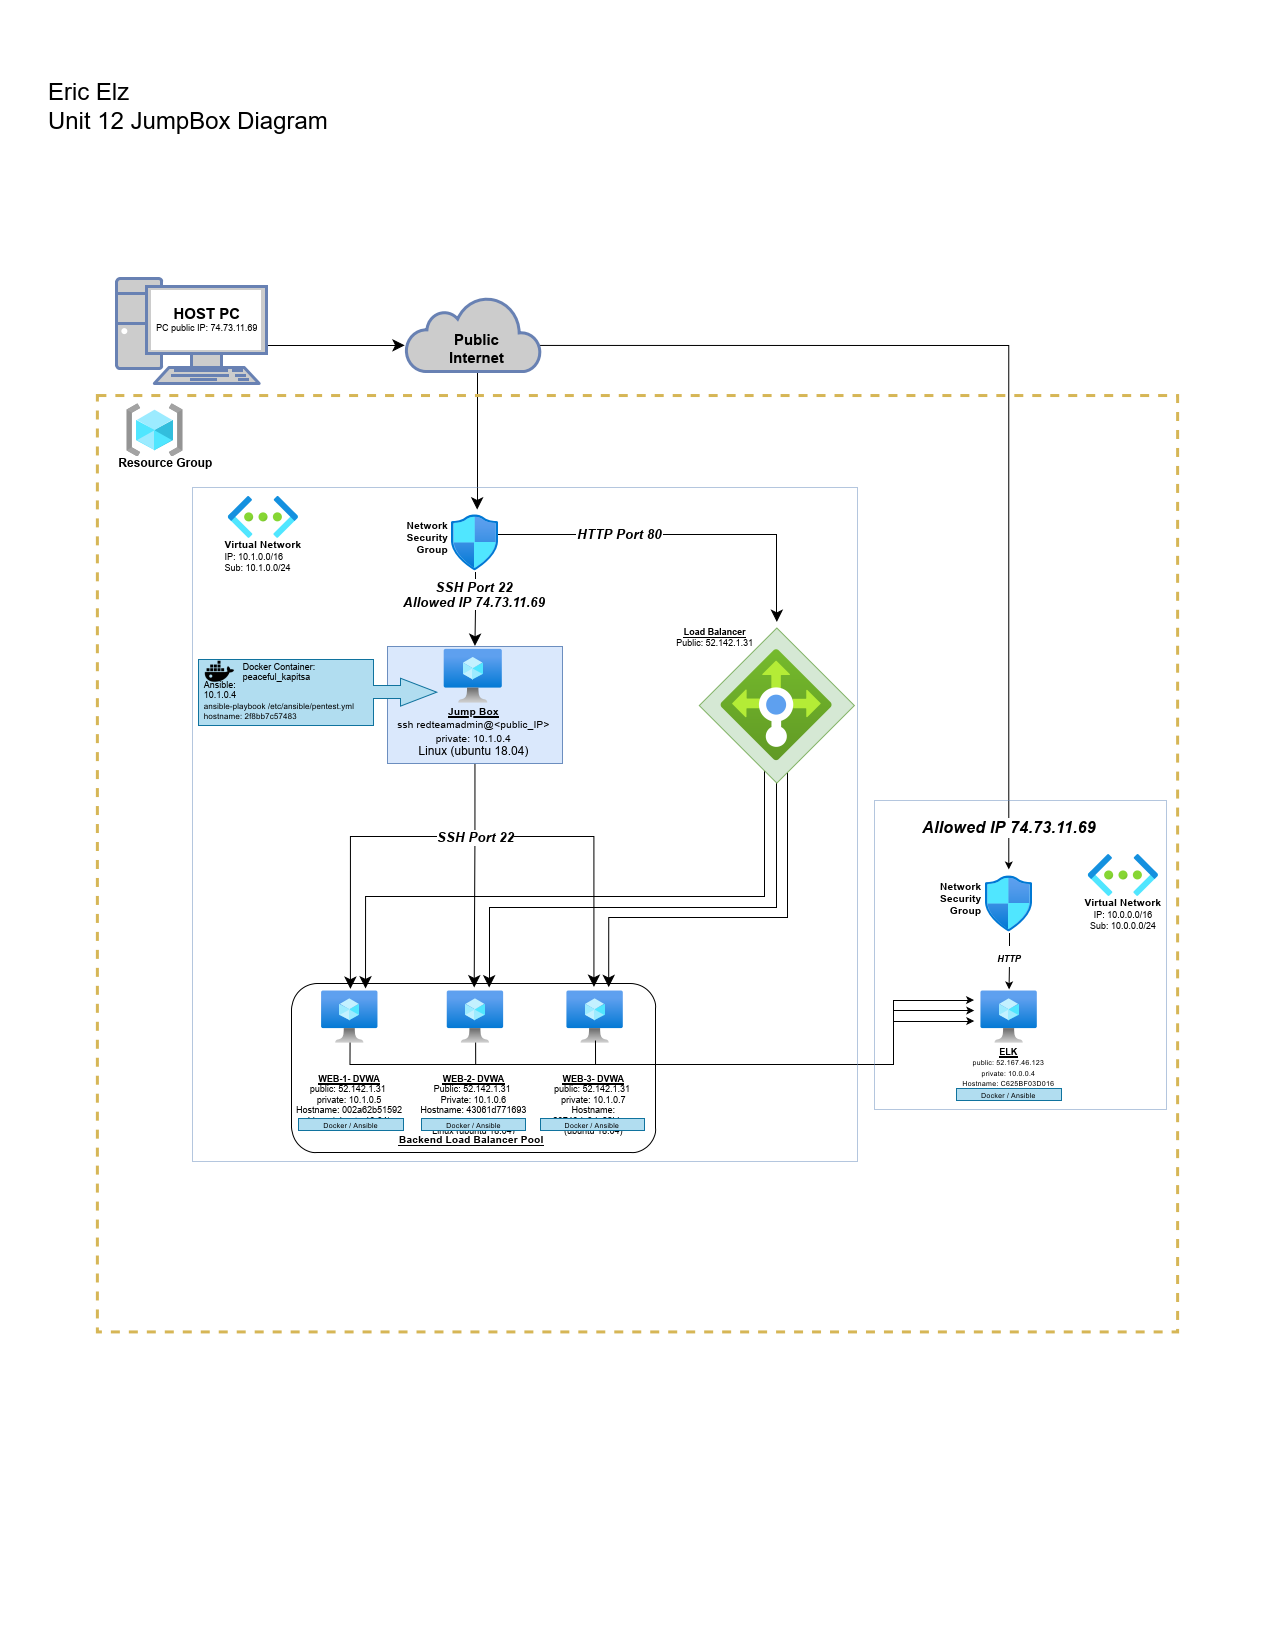 Eric Elz
Unit 12 JumpBox Diagram
HOST PC
PC public IP: 74.73.11.69
Public
Internet
Resource Group
Virtual Network
IP: 10.1.0.0/16
Sub: 10.1.0.0/24
Network
Security
Group
HTTP Port 80
SSH Port 22
Allowed IP 74.73.11.69
Load Balancer
Public: 52.142.1.31
Docker Container:
peaceful_kapitsa
Ansible:
10.1.0.4
ansible-playbook /etc/ansible/pentest.yml
hostname: 2f8bb7c57483
Jump Box
ssh redteamadmin@<public_IP>
private: 10.1.0.4
Linux (ubuntu 18.04)
SSH Port 22
Allowed IP 74.73.11.69
Network
Security
Group
Virtual Network
IP: 10.0.0.0/16
Sub: 10.0.0.0/24
HTTP
ELK
public: 52.167.46.123
private: 10.0.0.4
Hostname: C625BF03D016
Docker / Ansible
WEB-1- DVWA
public: 52.142.1.31
private: 10.1.0.5
Hostname: 002a62b51592
Docker / Ansible
WEB-2- DVWA
Public: 52.142.1.31
Private: 10.1.0.6
Hostname: 43061d771693
Docker / Ansible
Linux (ubuntu 18.04)
WEB-3- DVWA
public: 52.142.1.31
private: 10.1.0.7
Hostname:
Docker / Ansible
(ubuntu 18.04)
Backend Load Balancer Pool